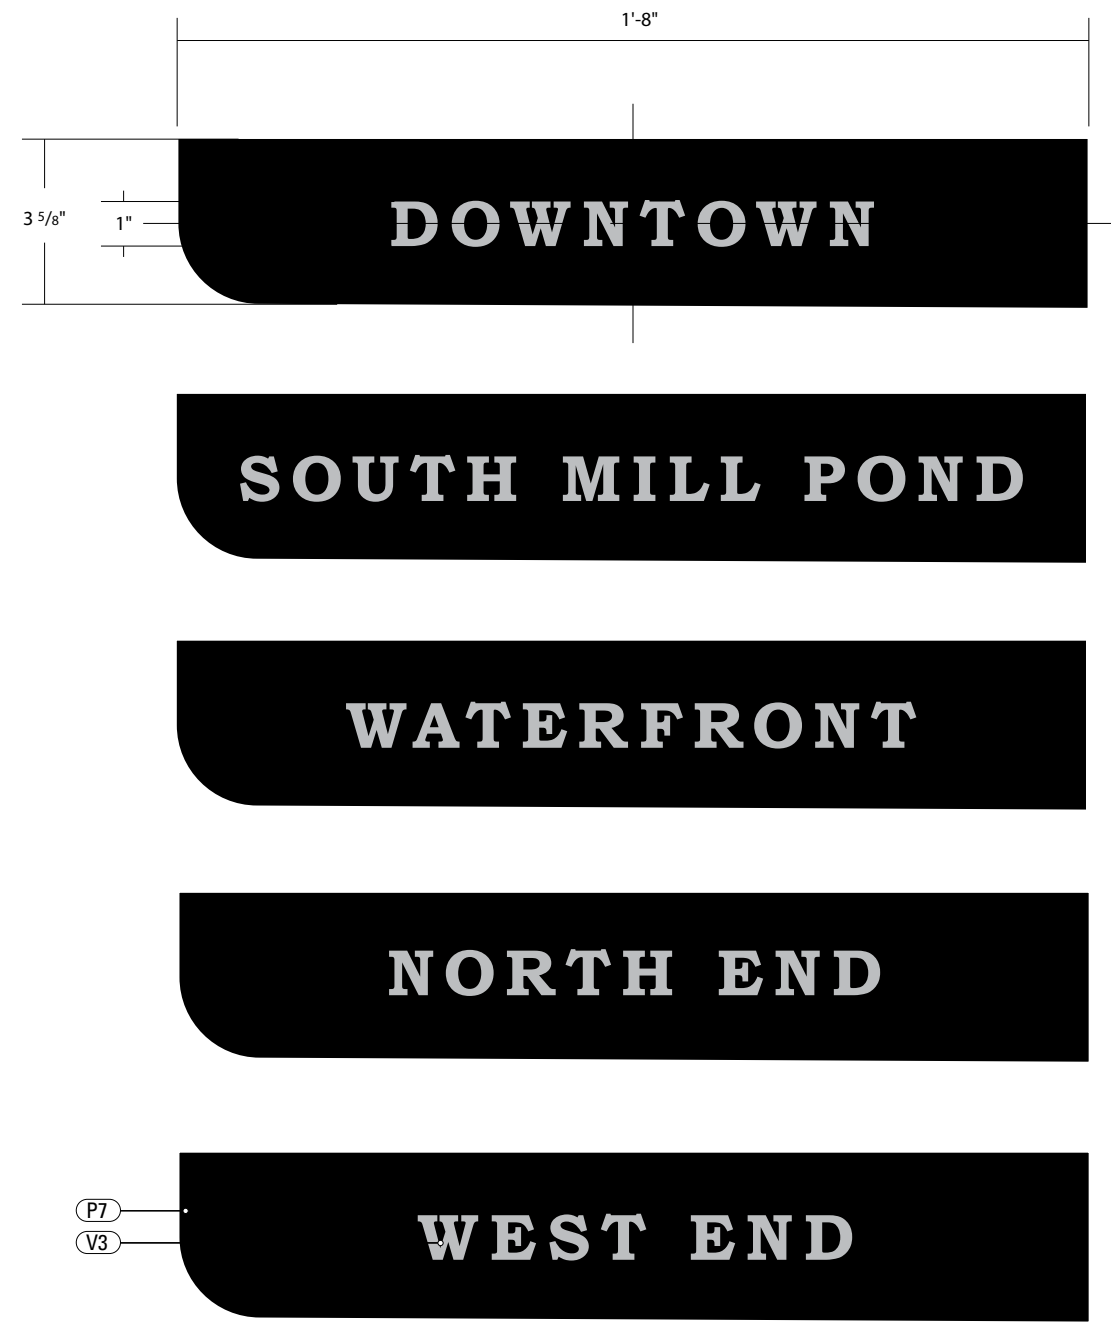 1'-8"
3 5/8"
1"
DOWNTOWN
SOUTH MILL POND
WATERFRONT
NORTH END
P7
V3
WEST END